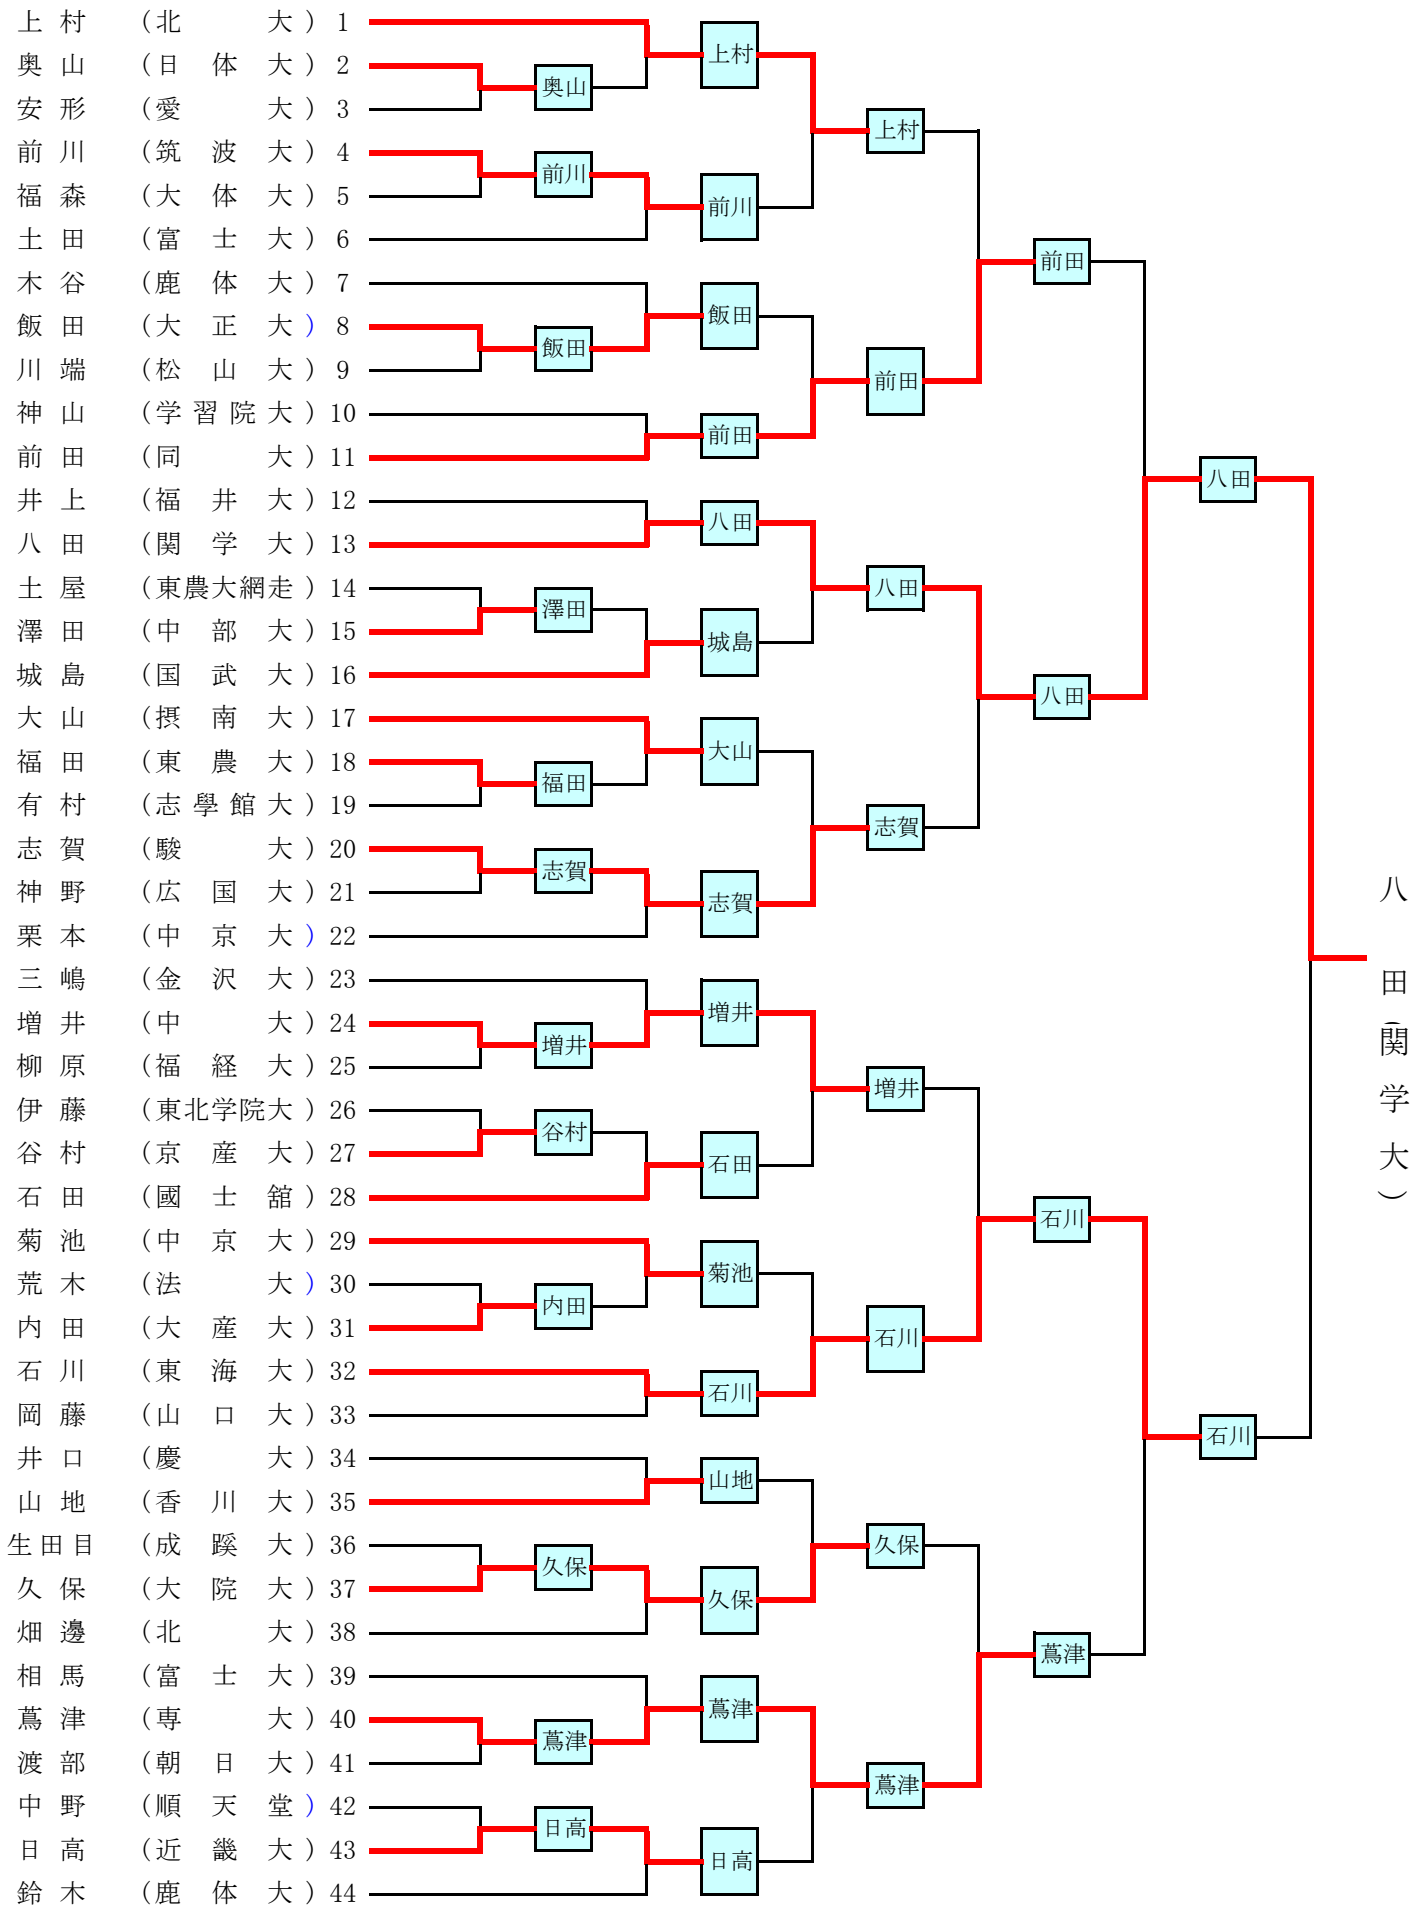 上村 (北大) 1
奥山 (日体大) 2
安形 (愛大) 3
前川 (筑波大) 4
福森 (大体大) 5
土田 (富士大) 6
木谷 (鹿体大) 7
飯田 (大正大) 8
川端 (松山大) 9
神山 (学習院大) 10
前田 (同大) 11
井上 (福井大) 12
八田 (関学大) 13
土屋 (東農大網走) 14
澤田 (中部大) 15
城島 (国武大) 16
大山 (摂南大) 17
福田 (東農大) 18
有村 (志學館大) 19
志賀 (駿大) 20
神野 (広国大) 21
栗本 (中京大) 22
三嶋 (金沢大) 23
増井 (中大) 24
柳原 (福経大) 25
伊藤 (東北学院大) 26
谷村 (京産大) 27
石田 (國士舘) 28
菊池 (中京大) 29
荒木 (法大) 30
内田 (大産大) 31
石川 (東海大) 32
岡藤 (山口大) 33
井口 (慶大) 34
山地 (香川大) 35
生田目 (成蹊大) 36
久保 (大院大) 37
畑邊 (北大) 38
相馬 (富士大) 39
蔦津 (専大) 40
渡部 (朝日大) 41
中野 (順天堂) 42
日高 (近畿大) 43
鈴木 (鹿体大) 44
奥山
前川
飯田
澤田
福田
志賀
増井
谷村
内田
久保
蔦津
日高
上村
前川
飯田
前田
八田
城島
大山
志賀
増井
石田
菊池
石川
山地
久保
蔦津
日高
上村
前田
八田
志賀
増井
石川
久保
蔦津
前田
八田
石川
蔦津
八田
石川
八田(関学大)